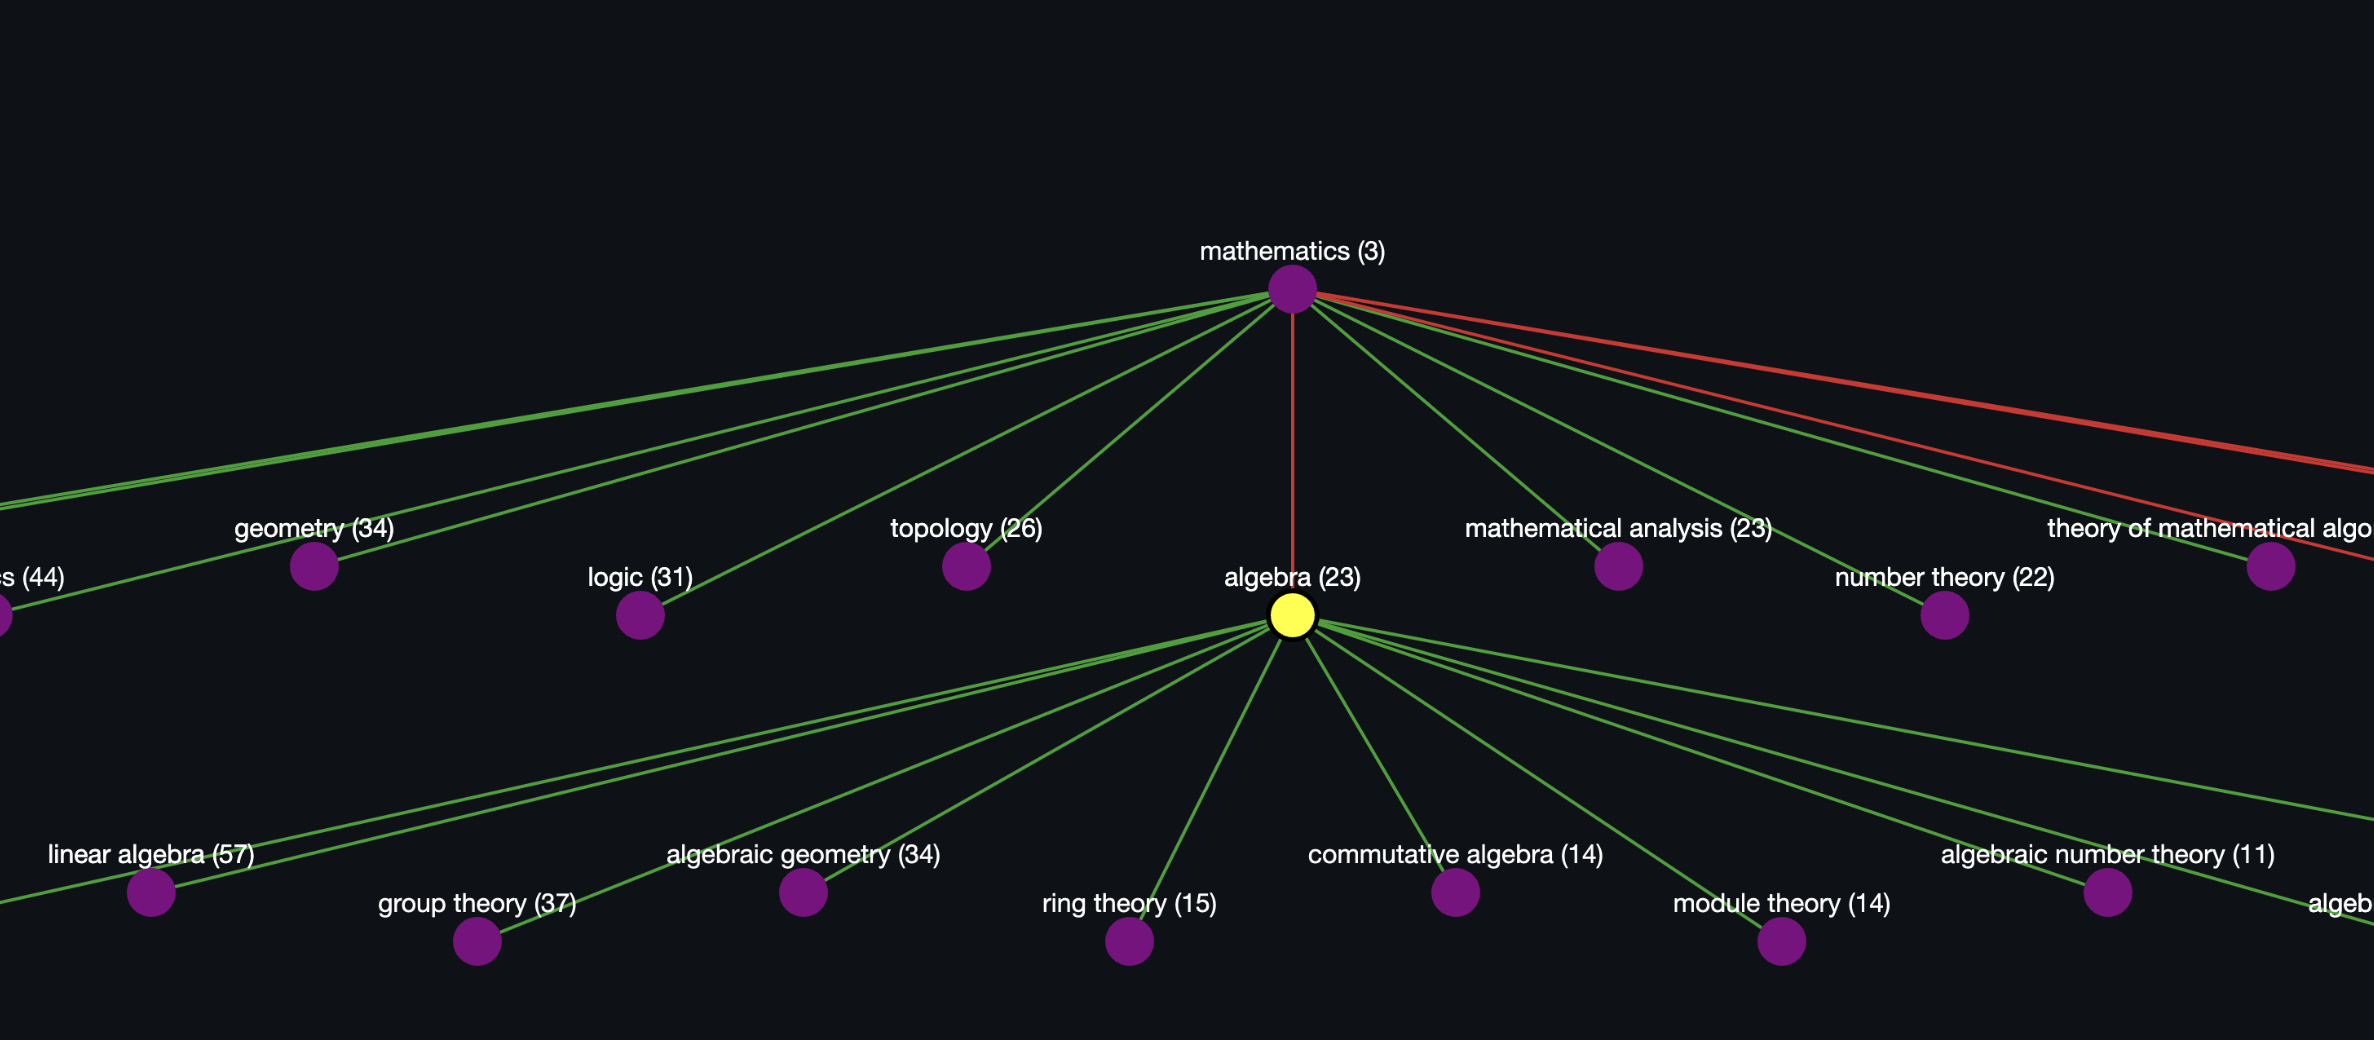 mathematics (3)
geometry (34)
topology (26)
mathematical analysis (23)
theory of mathematical algo
cs (44)
logic (31)
algebra (23)
number theory (22)
linear algebra (57)
algebraic geometry (34)
commutative algebra (14)
algebraic number theory (11)
group theory (37)
ring theory (15)
module theory (14)
algeb